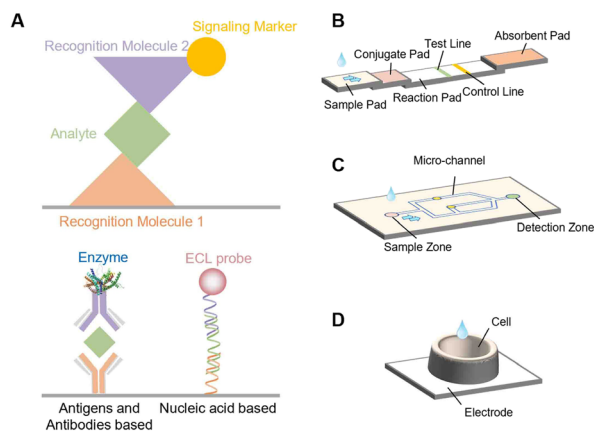 A
Signaling Marker
Recognition Molecule 2
Analyte
Recognition Molecule 1
Enzyme
ECL probe
Antigens and
Antibodies based
Nucleic acid based
B
Absorbent Pad
Test Line
Conjugate Pad
Sample Pad
Reaction Pad
Control Line
C
Micro-channel
Sample Zone
Detection Zone
D
Cell
Electrode